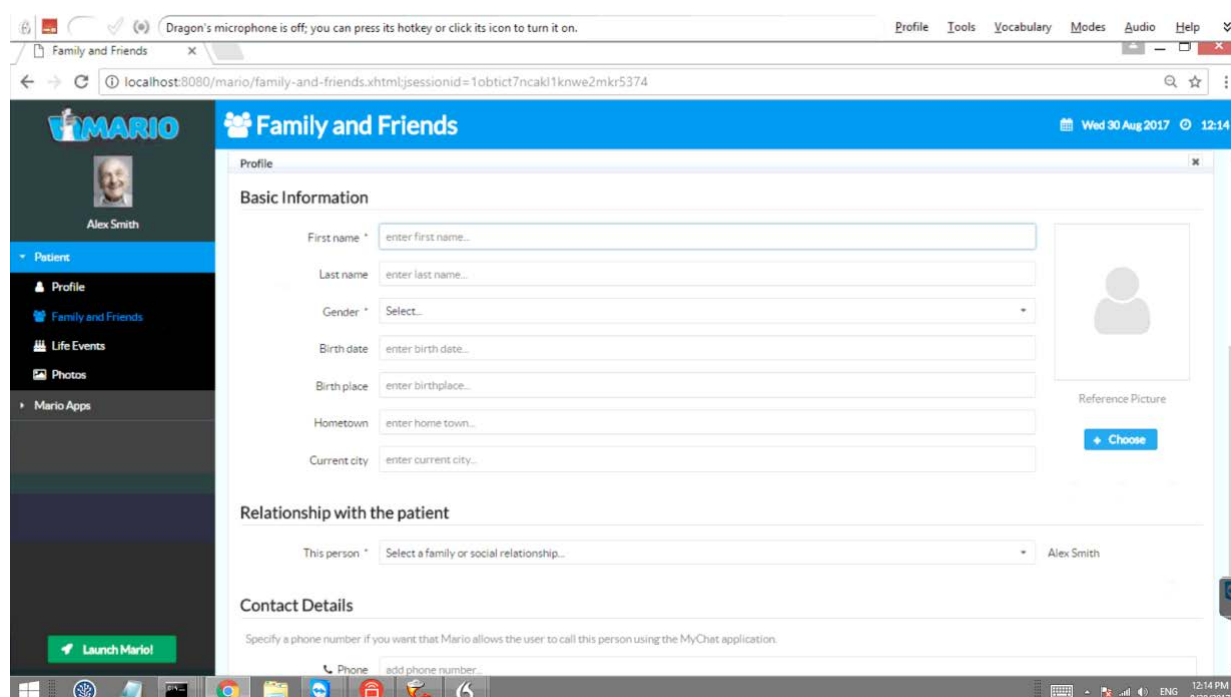 Dragon's microphone is off; you can press its hotkey or click its icon to turn it on.
Profile Tools Vocabulary Modes Audio Help
Family and Friends
localhost:8080/mario/family-and-friends.xhtml;jsessionid=1obtict7ncakl1knwe2mkr5374
MARIO
Family and Friends
Wed 30 Aug 2017 12:14
Alex Smith
Patient
Profile
Family and Friends
Life Events
Photos
Mario Apps
Launch Mario!
Profile
Basic Information
First name * enter first name...
Last name enter last name...
Gender * Select...
Birth date enter birth date...
Birth place enter birthplace...
Hometown enter home town...
Current city enter current city...
Reference Picture
+ Choose
Relationship with the patient
This person * Select a family or social relationship... Alex Smith
Contact Details
Specify a phone number if you want that Mario allows the user to call this person using the MyChat application.
Phone add phone number...
ENG 12:14 PM